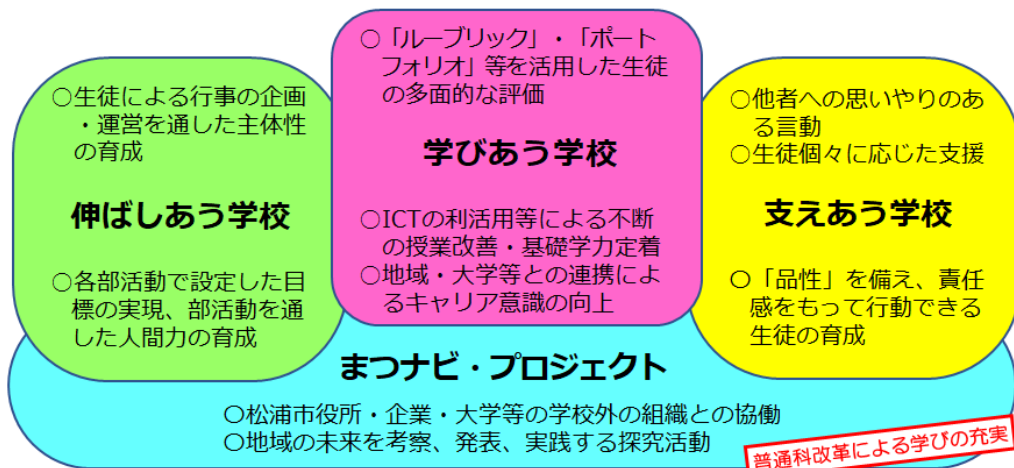 ○生徒による行事の企画
・運営を通した主体性
の育成
伸ばしあう学校
○各部活動で設定した目
標の実現、部活動を通
した人間力の育成
○「ルーブリック」・「ポート
フォリオ」等を活用した生徒
の多面的な評価
学びあう学校
○ICTの利活用等による不断
の授業改善・基礎学力定着
○地域・大学等との連携によ
るキャリア意識の向上
○他者への思いやりのあ
る言動
○生徒個々に応じた支援
支えあう学校
○「品性」を備え、責任
感をもって行動できる
生徒の育成
まつナビ・プロジェクト
○松浦市役所・企業・大学等の学校外の組織との協働
○地域の未来を考察、発表、実践する探究活動
普通科改革による学びの充実